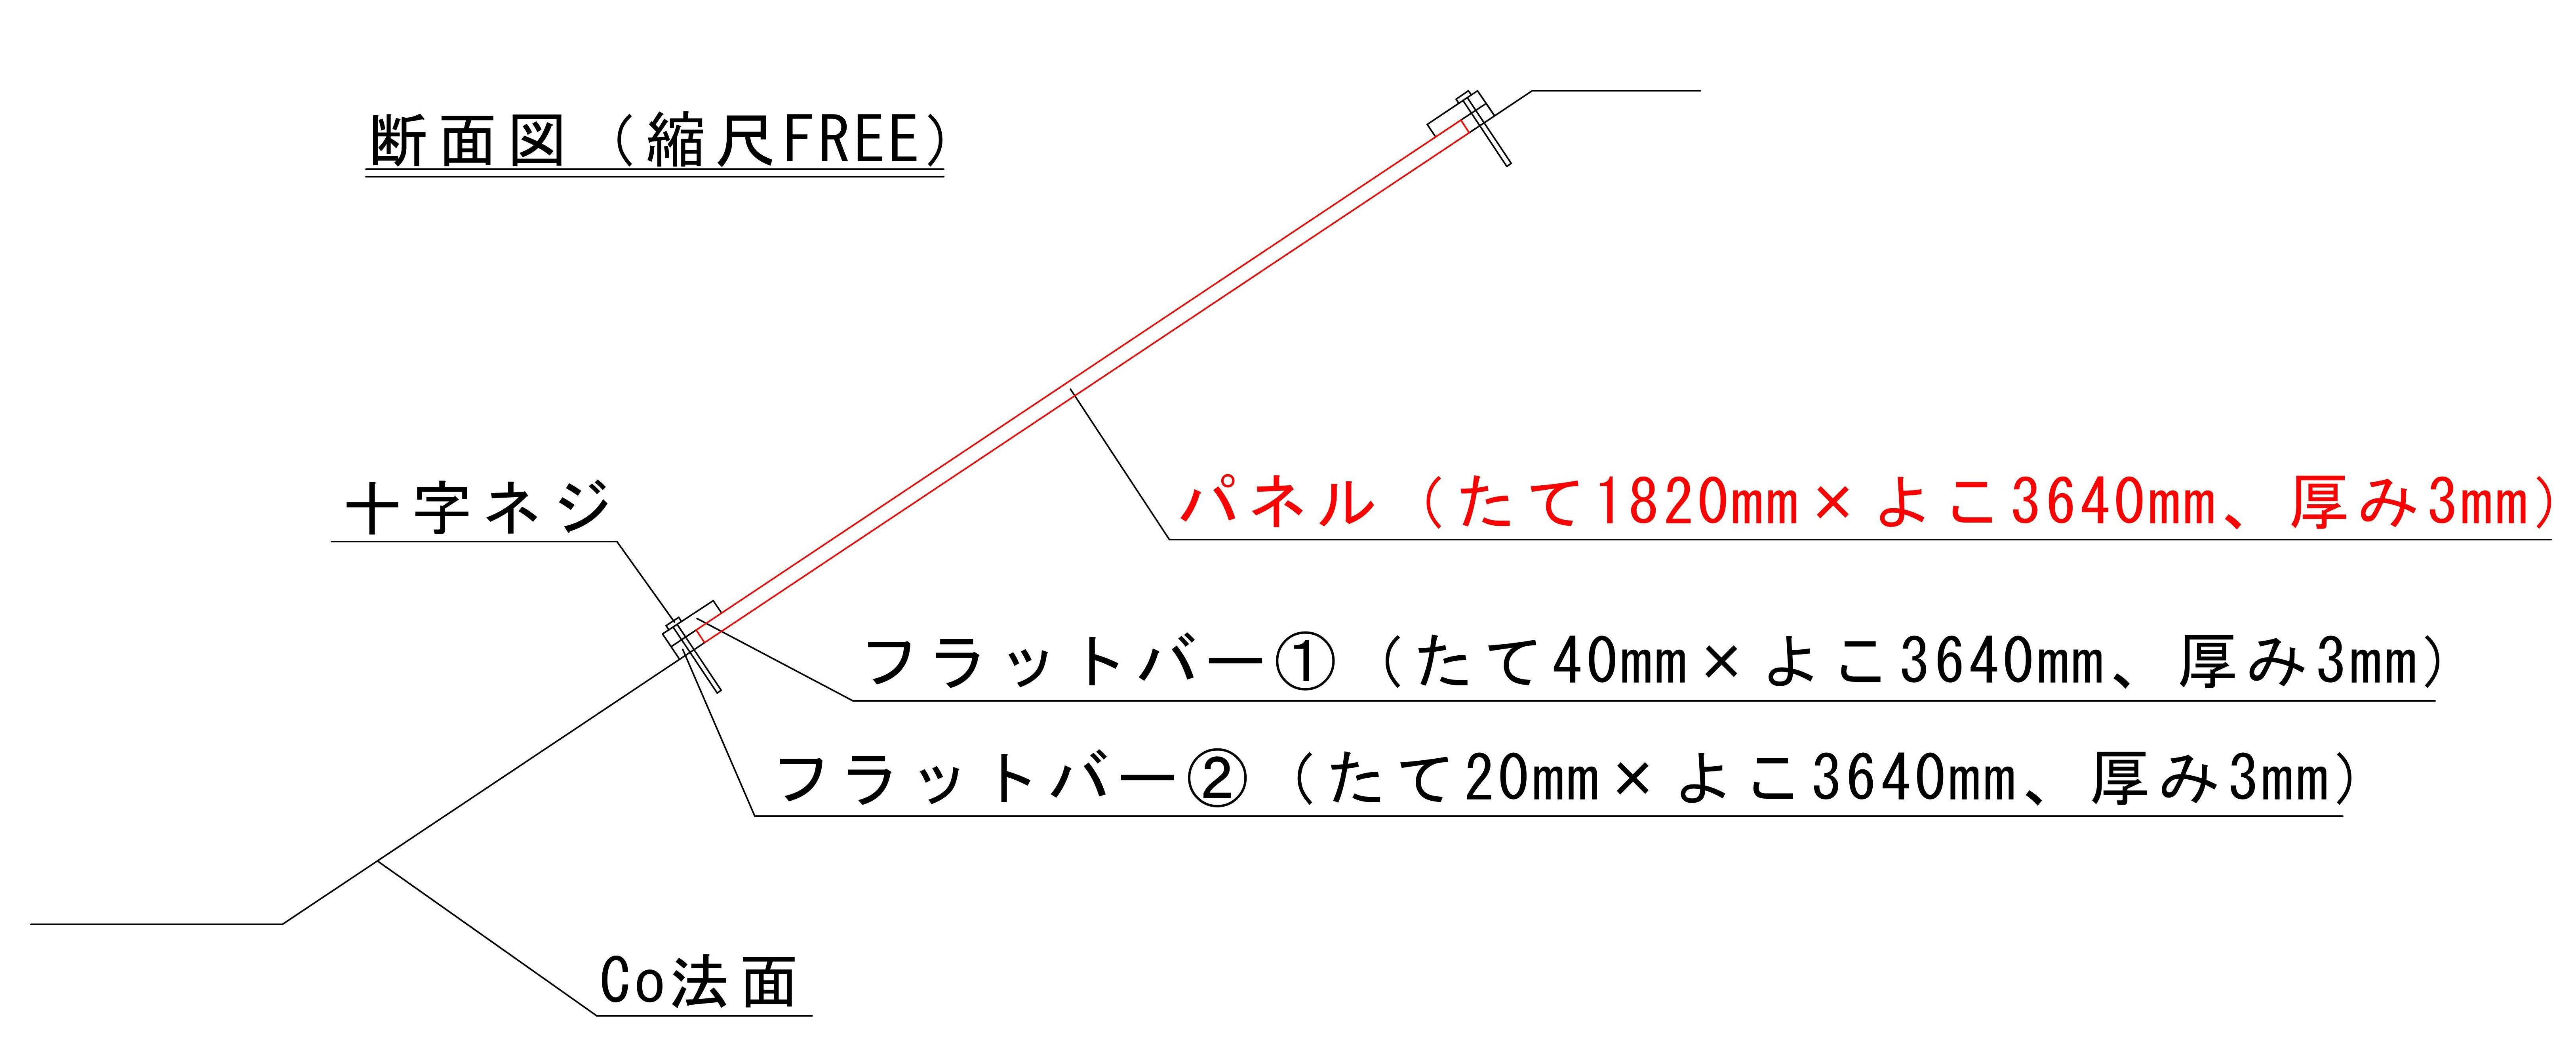 断面図（縮尺FREE）
十字ネジ
パネル（たて1820mm×よこ3640mm、厚み3mm）
フラットバー①（たて40mm×よこ3640mm、厚み3mm）
フラットバー②（たて20mm×よこ3640mm、厚み3mm）
Co法面